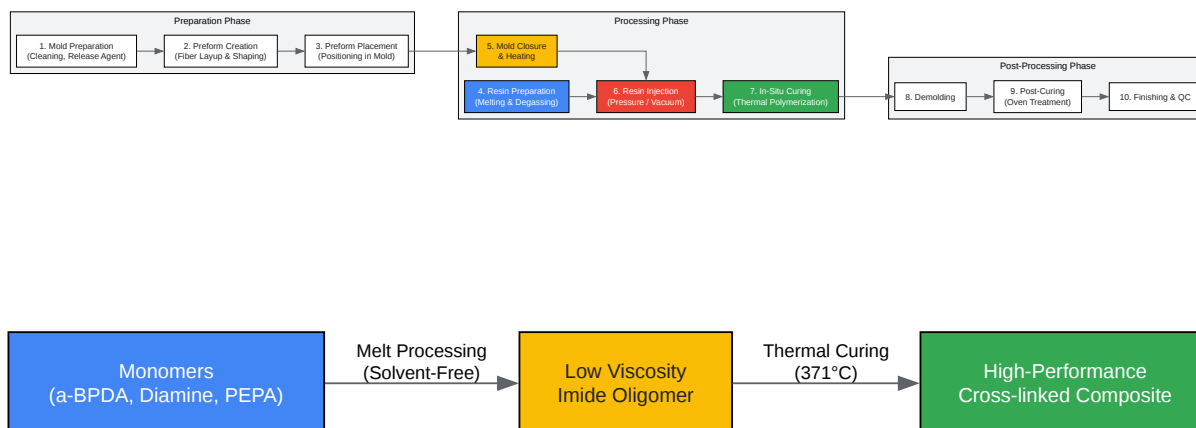 Preparation Phase
1. Mold Preparation
(Cleaning, Release Agent)
2. Preform Creation
(Fiber Layup & Shaping)
3. Preform Placement
(Positioning in Mold)
Processing Phase
5. Mold Closure
& Heating
4. Resin Preparation
(Melting & Degassing)
6. Resin Injection
(Pressure / Vacuum)
7. In-Situ Curing
(Thermal Polymerization)
Post-Processing Phase
8. Demolding
9. Post-Curing
(Oven Treatment)
10. Finishing & QC
Monomers
(a-BPDA, Diamine, PEPA)
Melt Processing
(Solvent-Free)
Low Viscosity
Imide Oligomer
Thermal Curing
(371°C)
High-Performance
Cross-linked Composite